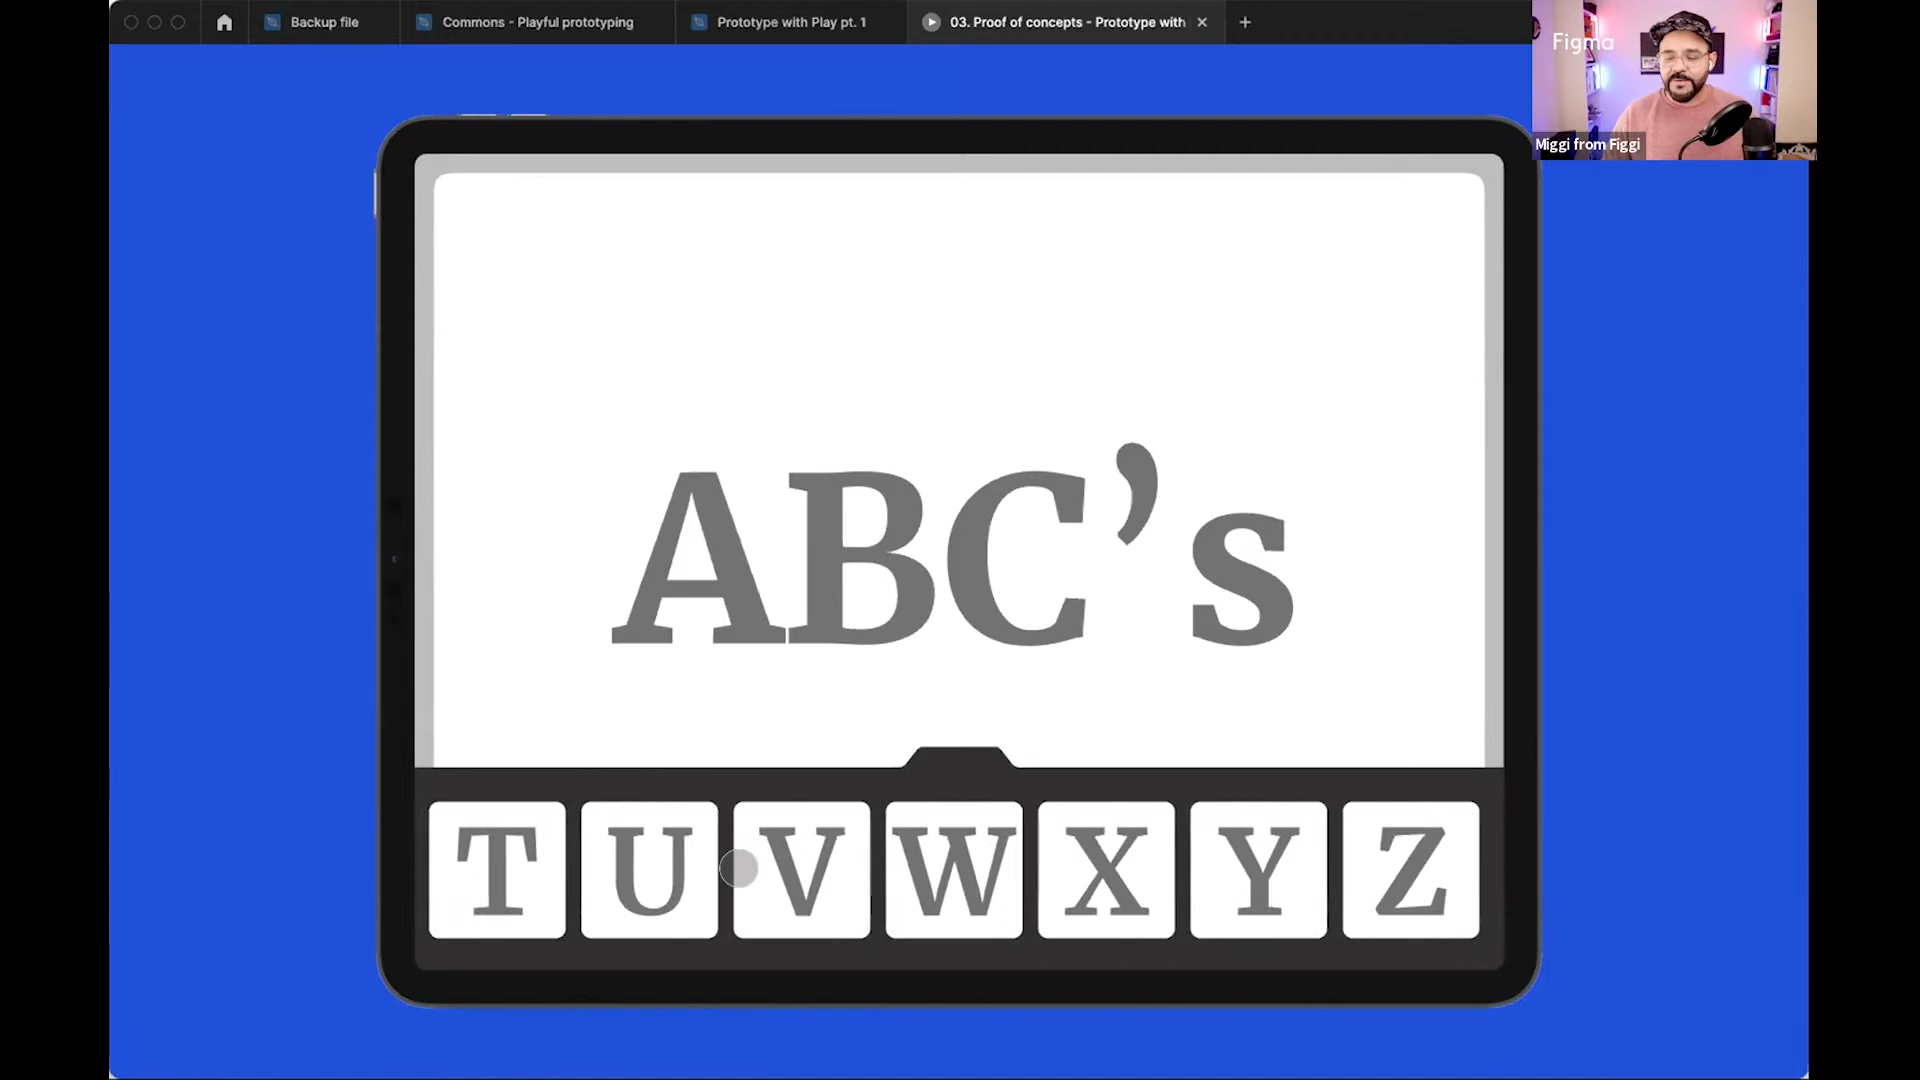 Backup file
Commons - Playful prototyping
Prototype with Play pt. 1
03. Proof of concepts - Prototype with
Figma
Miggi from Figgi
ABC’s
T U V W X Y Z